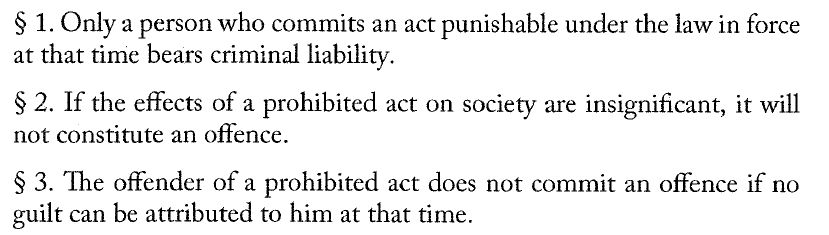 § 1. Only a person who commits an act punishable under the law in force
at that time bears criminal liability.
§ 2. If the effects of a prohibited act on society are insignificant, it will
not constitute an offence.
§ 3. The offender of a prohibited act does not commit an offence if no
guilt can be attributed to him at that time.